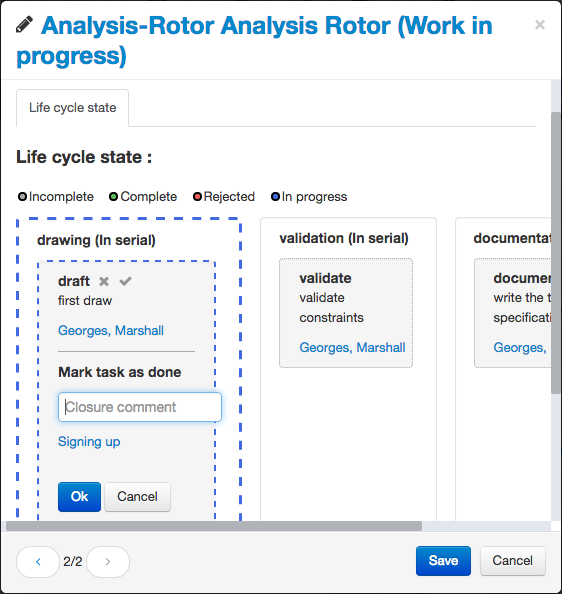 Analysis-Rotor Analysis Rotor (Work in
progress)
×
Life cycle state
Life cycle state :
Incomplete Complete Rejected In progress
drawing (In serial)
draft
first draw
Georges, Marshall
Mark task as done
Closure comment
Signing up
Ok Cancel
validation (In serial)
validate
validate
constraints
Georges, Marshall
documentat
documen
write the t
specificati
Georges,
< 2/2 >
Save Cancel